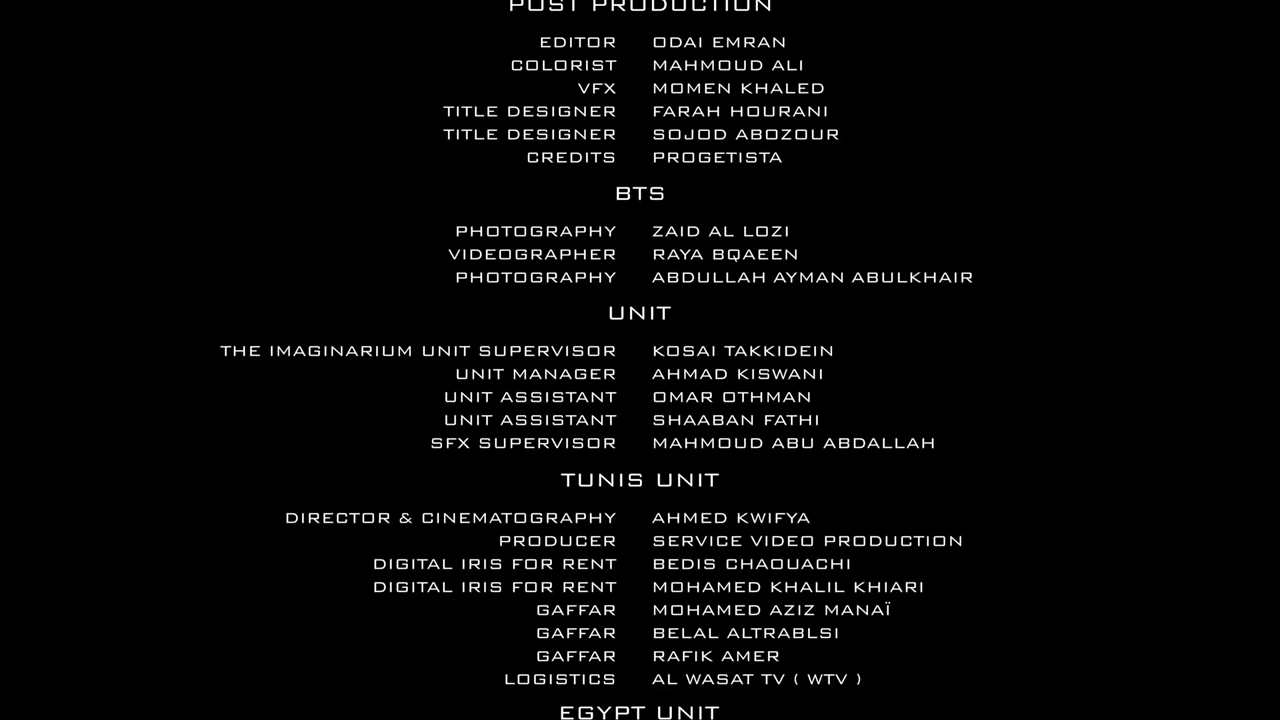 POST PRODUCTION
EDITOR ODAI EMRAN
COLORIST MAHMOUD ALI
VFX MOMEN KHALED
TITLE DESIGNER FARAH HOURANI
TITLE DESIGNER SOJOD ABOZOUR
CREDITS PROGETISTA
BTS
PHOTOGRAPHY ZAID AL LOZI
VIDEOGRAPHER RAYA BQAEEN
PHOTOGRAPHY ABDULLAH AYMAN ABULKHAIR
UNIT
THE IMAGINARIUM UNIT SUPERVISOR KOSAI TAKKIDEIN
UNIT MANAGER AHMAD KISWANI
UNIT ASSISTANT OMAR OTHMAN
UNIT ASSISTANT SHAABAN FATHI
SFX SUPERVISOR MAHMOUD ABU ABDALLAH
TUNIS UNIT
DIRECTOR & CINEMATOGRAPHY AHMED KWIFYA
PRODUCER SERVICE VIDEO PRODUCTION
DIGITAL IRIS FOR RENT BEDIS CHAOUACHI
DIGITAL IRIS FOR RENT MOHAMED KHALIL KHIARI
GAFFAR MOHAMED AZIZ MANAÏ
GAFFAR BELAL ALTRABLSI
GAFFAR RAFIK AMER
LOGISTICS AL WASAT TV ( WTV )
EGYPT UNIT